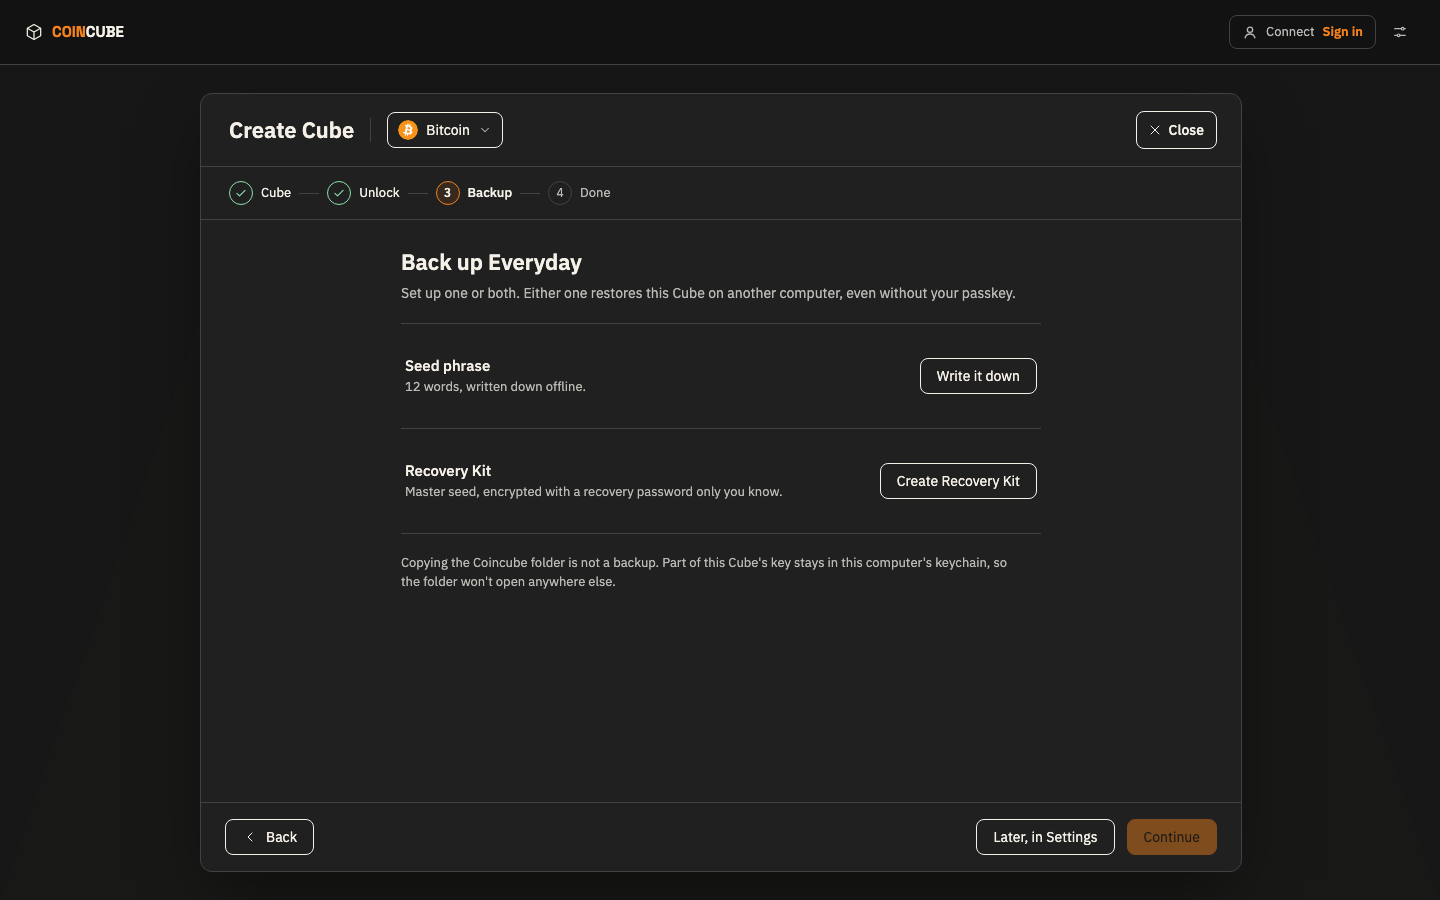 COINCUBE
Connect Sign in
Create Cube
Bitcoin
Close
Cube
Unlock
3 Backup
4 Done
Back up Everyday
Set up one or both. Either one restores this Cube on another computer, even without your passkey.
Seed phrase
12 words, written down offline.
Write it down
Recovery Kit
Master seed, encrypted with a recovery password only you know.
Create Recovery Kit
Copying the Coincube folder is not a backup. Part of this Cube's key stays in this computer's keychain, so
the folder won't open anywhere else.
Back
Later, in Settings
Continue